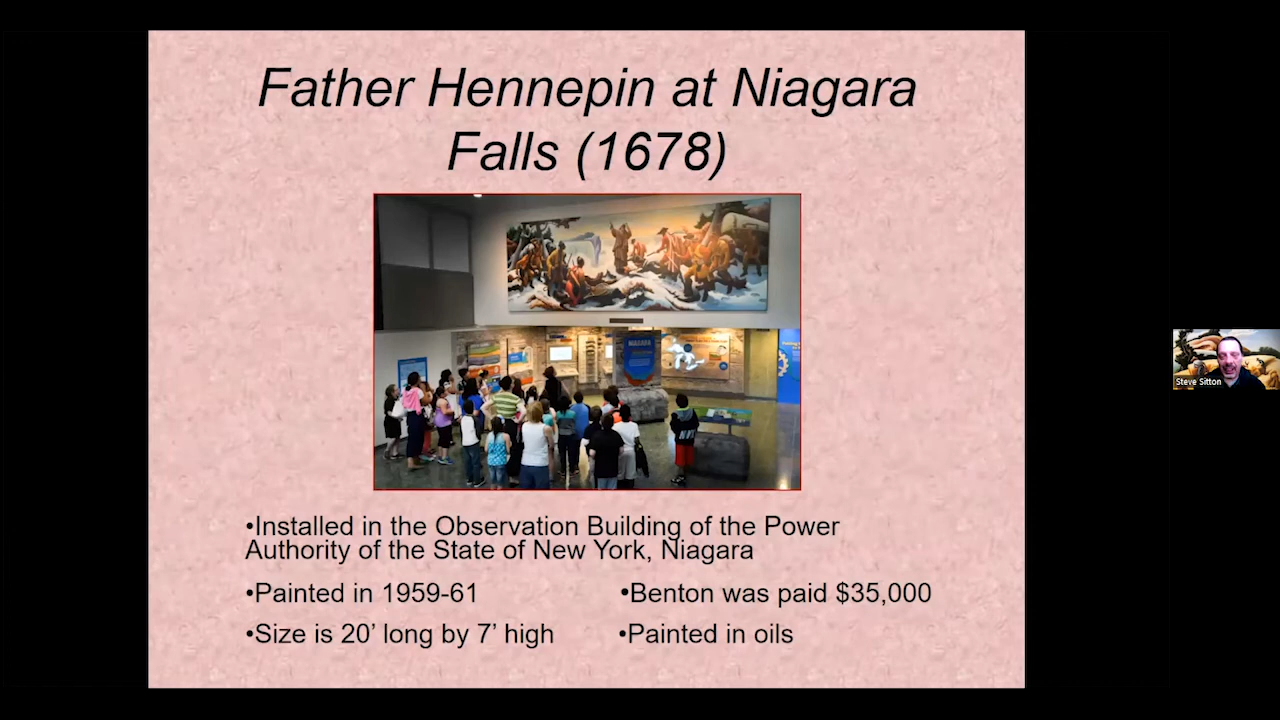 Father Hennepin at Niagara
Falls (1678)
NIAGARA
•Installed in the Observation Building of the Power
Authority of the State of New York, Niagara
•Painted in 1959-61
•Benton was paid $35,000
•Size is 20’ long by 7’ high
•Painted in oils
Steve Sitton